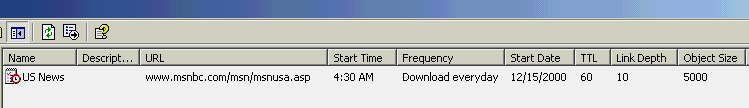 Name Descript... URL Start Time Frequency Start Date TTL Link Depth Object Size
US News www.msnbc.com/msn/msnusa.asp 4:30 AM Download everyday 12/15/2000 60 10 5000